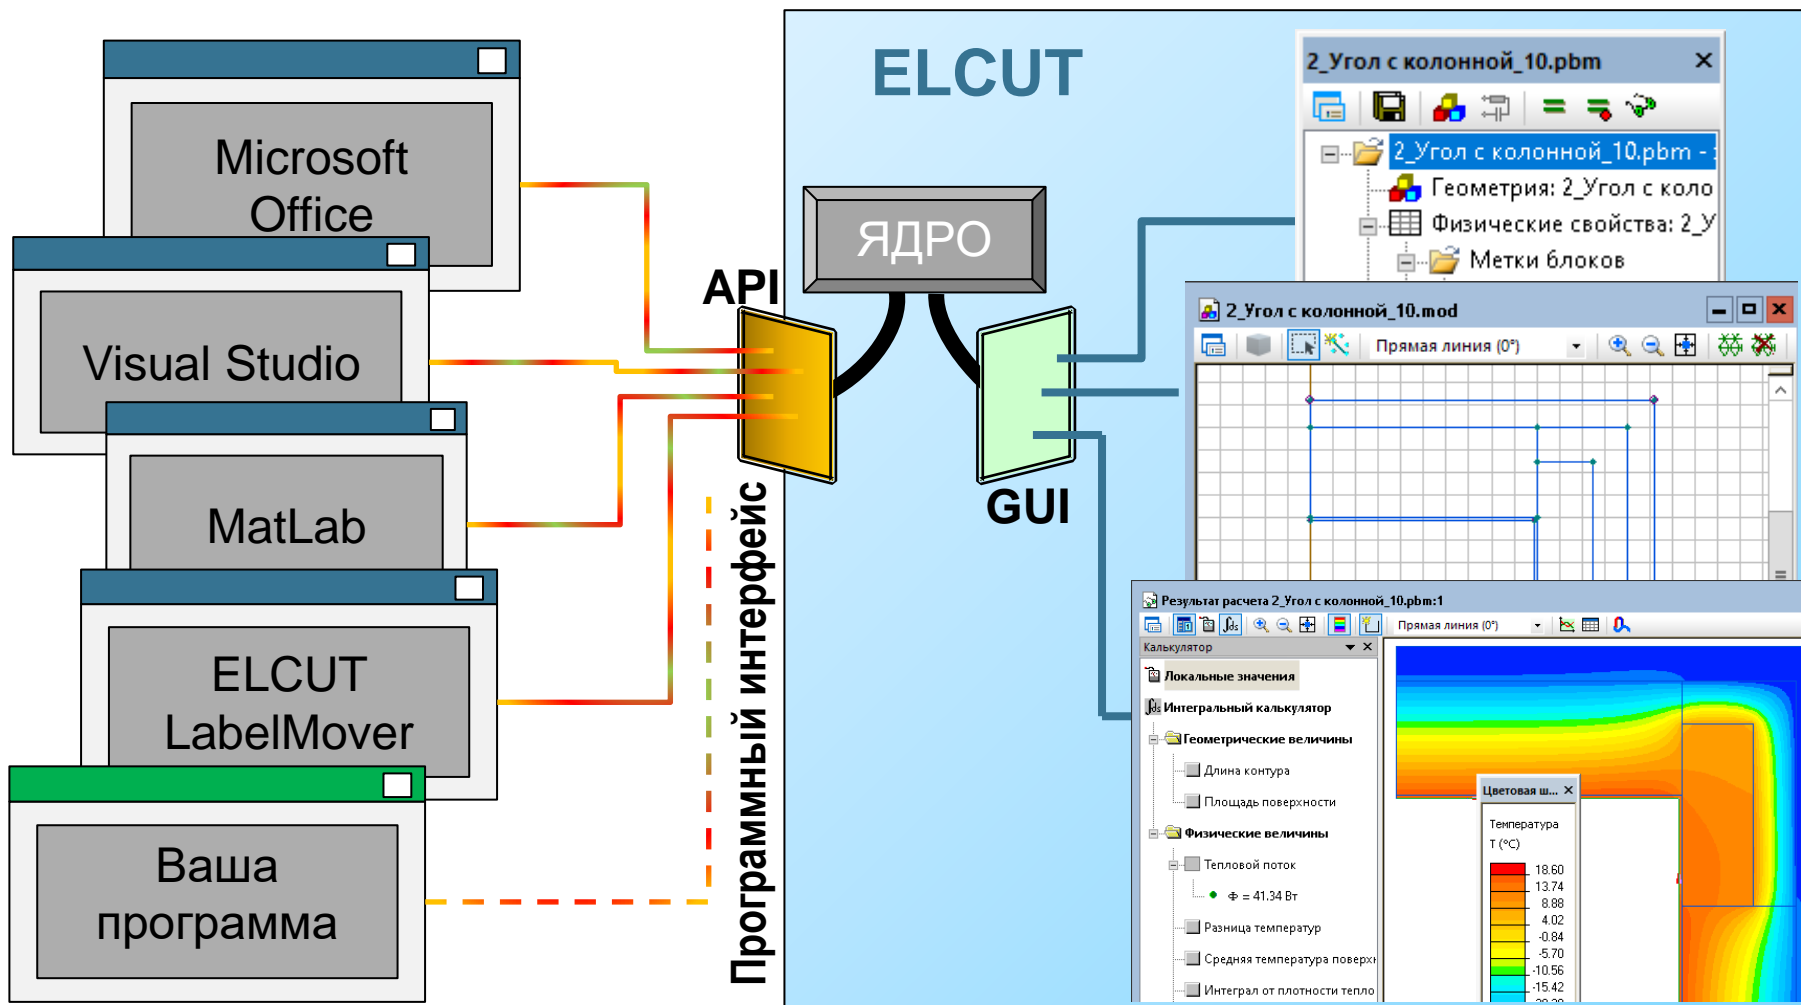 ELCUT
Microsoft
Office
Visual Studio
MatLab
ELCUT
LabelMover
Ваша
программа
API
Программный интерфейс
ЯДРО
GUI
2_Угол с колонной_10.pbm
2_Угол с колонной_10.pbm -
Геометрия: 2_Угол с коло
Физические свойства: 2_У
Метки блоков
2_Угол с колонной_10.mod
Прямая линия (0°)
Результат расчета 2_Угол с колонной_10.pbm:1
Прямая линия (0°)
Калькулятор
Локальные значения
Интегральный калькулятор
Геометрические величины
Длина контура
Площадь поверхности
Физические величины
Тепловой поток
Ф = 41.34 Вт
Разница температур
Средняя температура поверх
Интеграл от плотности тепло
Цветовая ш...
Температура
T (°C)
18.60
13.74
8.88
4.02
-0.84
-5.70
-10.56
-15.42